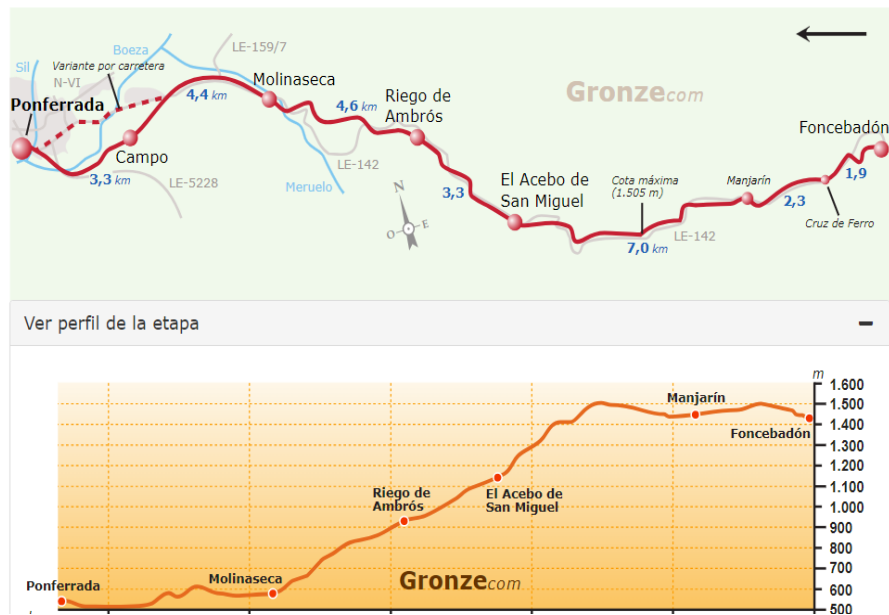 Sil
Boeza
LE-159/7
Variante por carretera
N-VI
Molinaseca
4,4 km
4,6 km
Riego de
Ambrós
Gronze.com
Ponferrada
Foncebadón
Campo
3,3 km
LE-5228
LE-142
Meruelo
3,3
El Acebo de
San Miguel
Cota máxima
(1.505 m)
Manjarín
2,3
1,9
Cruz de Ferro
N
O
E
7,0 km
LE-142
Ver perfil de la etapa
m
1.600
1.500
1.400
1.300
1.200
1.100
1.000
900
800
700
600
500
Manjarín
Foncebadón
Riego de
Ambrós
El Acebo de
San Miguel
Molinaseca
Ponferrada
Gronze.com